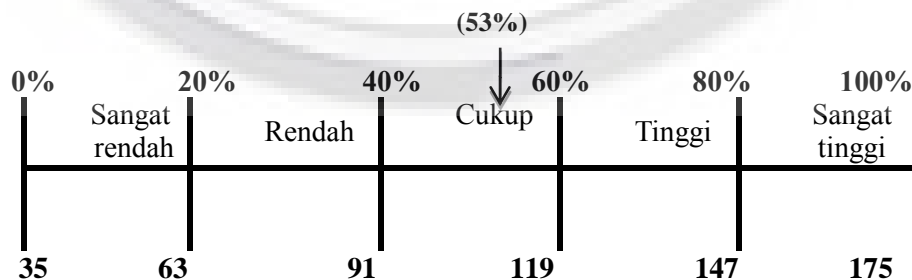 (53%)
0% 20% 40% 60% 80% 100%
Sangat rendah Rendah Cukup Tinggi Sangat tinggi
35 63 91 119 147 175